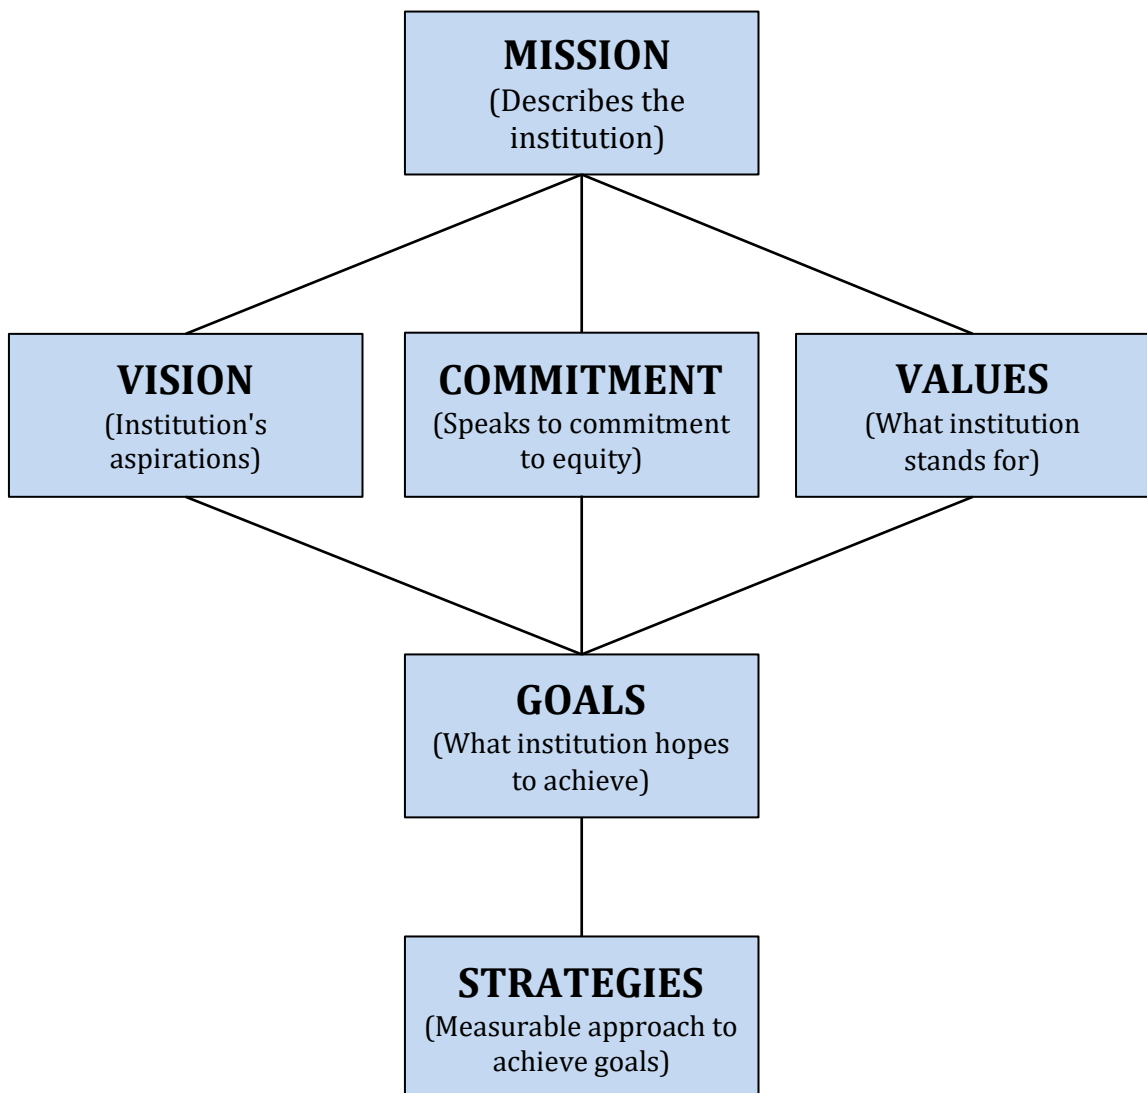 MISSION
(Describes the
institution)
VISION
(Institution's
aspirations)
COMMITMENT
(Speaks to commitment
to equity)
VALUES
(What institution
stands for)
GOALS
(What institution hopes
to achieve)
STRATEGIES
(Measurable approach to
achieve goals)